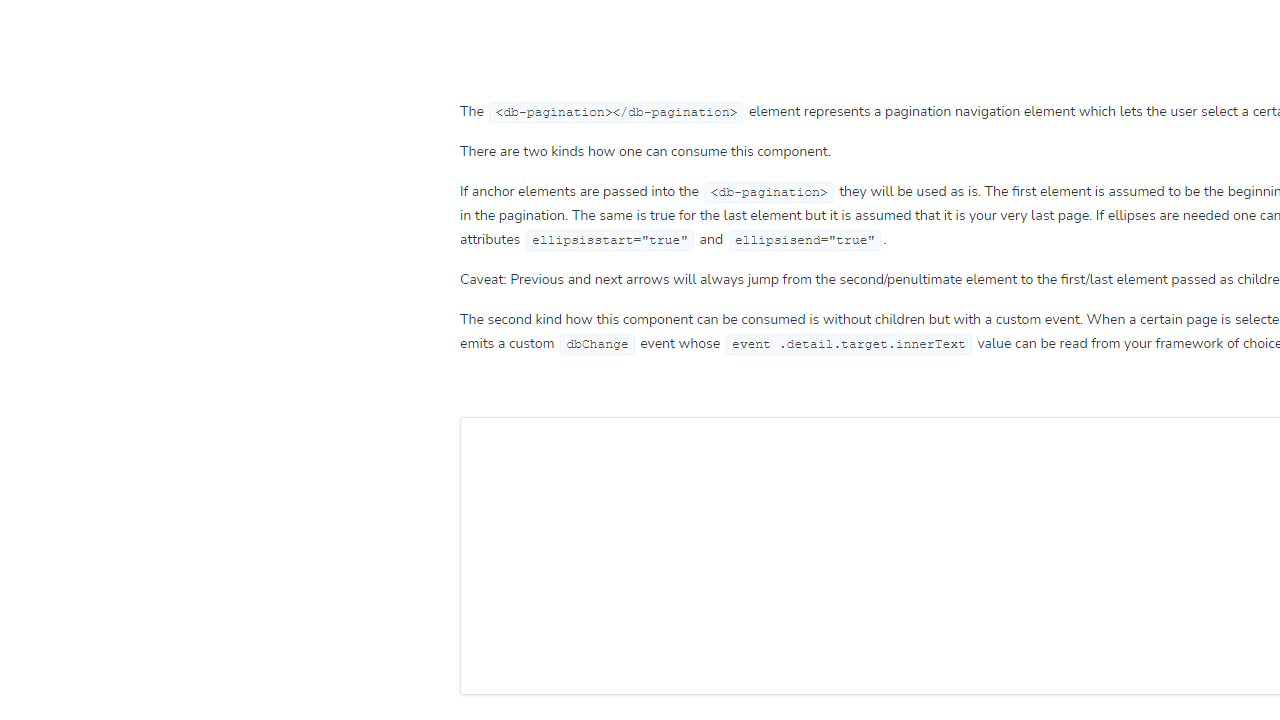 The <db-pagination></db-pagination> element represents a pagination navigation element which lets the user select a
There are two kinds how one can consume this component.
If anchor elements are passed into the <db-pagination> they will be used as is. The first element is assumed to be the
in the pagination. The same is true for the last element but it is assumed that it is your very last page. If ellipses are needed one can
attributes ellipsisstart="true" and ellipsisend="true" .
Caveat: Previous and next arrows will always jump from the second/penultimate element to the first/last element passed as
The second kind how this component can be consumed is without children but with a custom event. When a certain page is
emits a custom dbChange event whose event .detail.target.innerText value can be read from your framework of choice